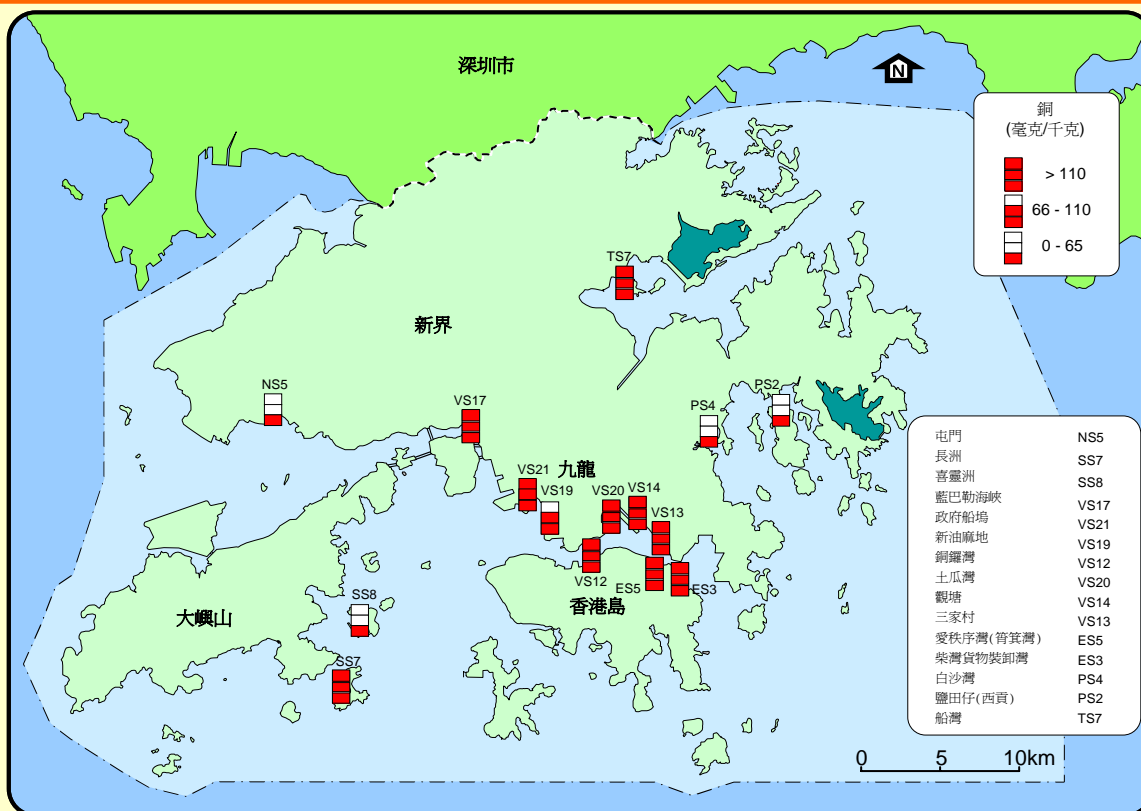 深圳市
N
銅
(毫克/千克)
> 110
66 - 110
0 - 65
TS7
新界
NS5
VS17
PS4
PS2
VS21
九龍
VS19
VS20
VS14
VS13
VS12
ES5
ES3
香港島
大嶼山
SS8
SS7
屯門 NS5
長洲 SS7
喜靈洲 SS8
藍巴勒海峽 VS17
政府船塢 VS21
新油麻地 VS19
銅鑼灣 VS12
土瓜灣 VS20
觀塘 VS14
三家村 VS13
愛秩序灣(筲箕灣) ES5
柴灣貨物裝卸灣 ES3
白沙灣 PS4
鹽田仔(西貢) PS2
船灣 TS7
0 5 10km